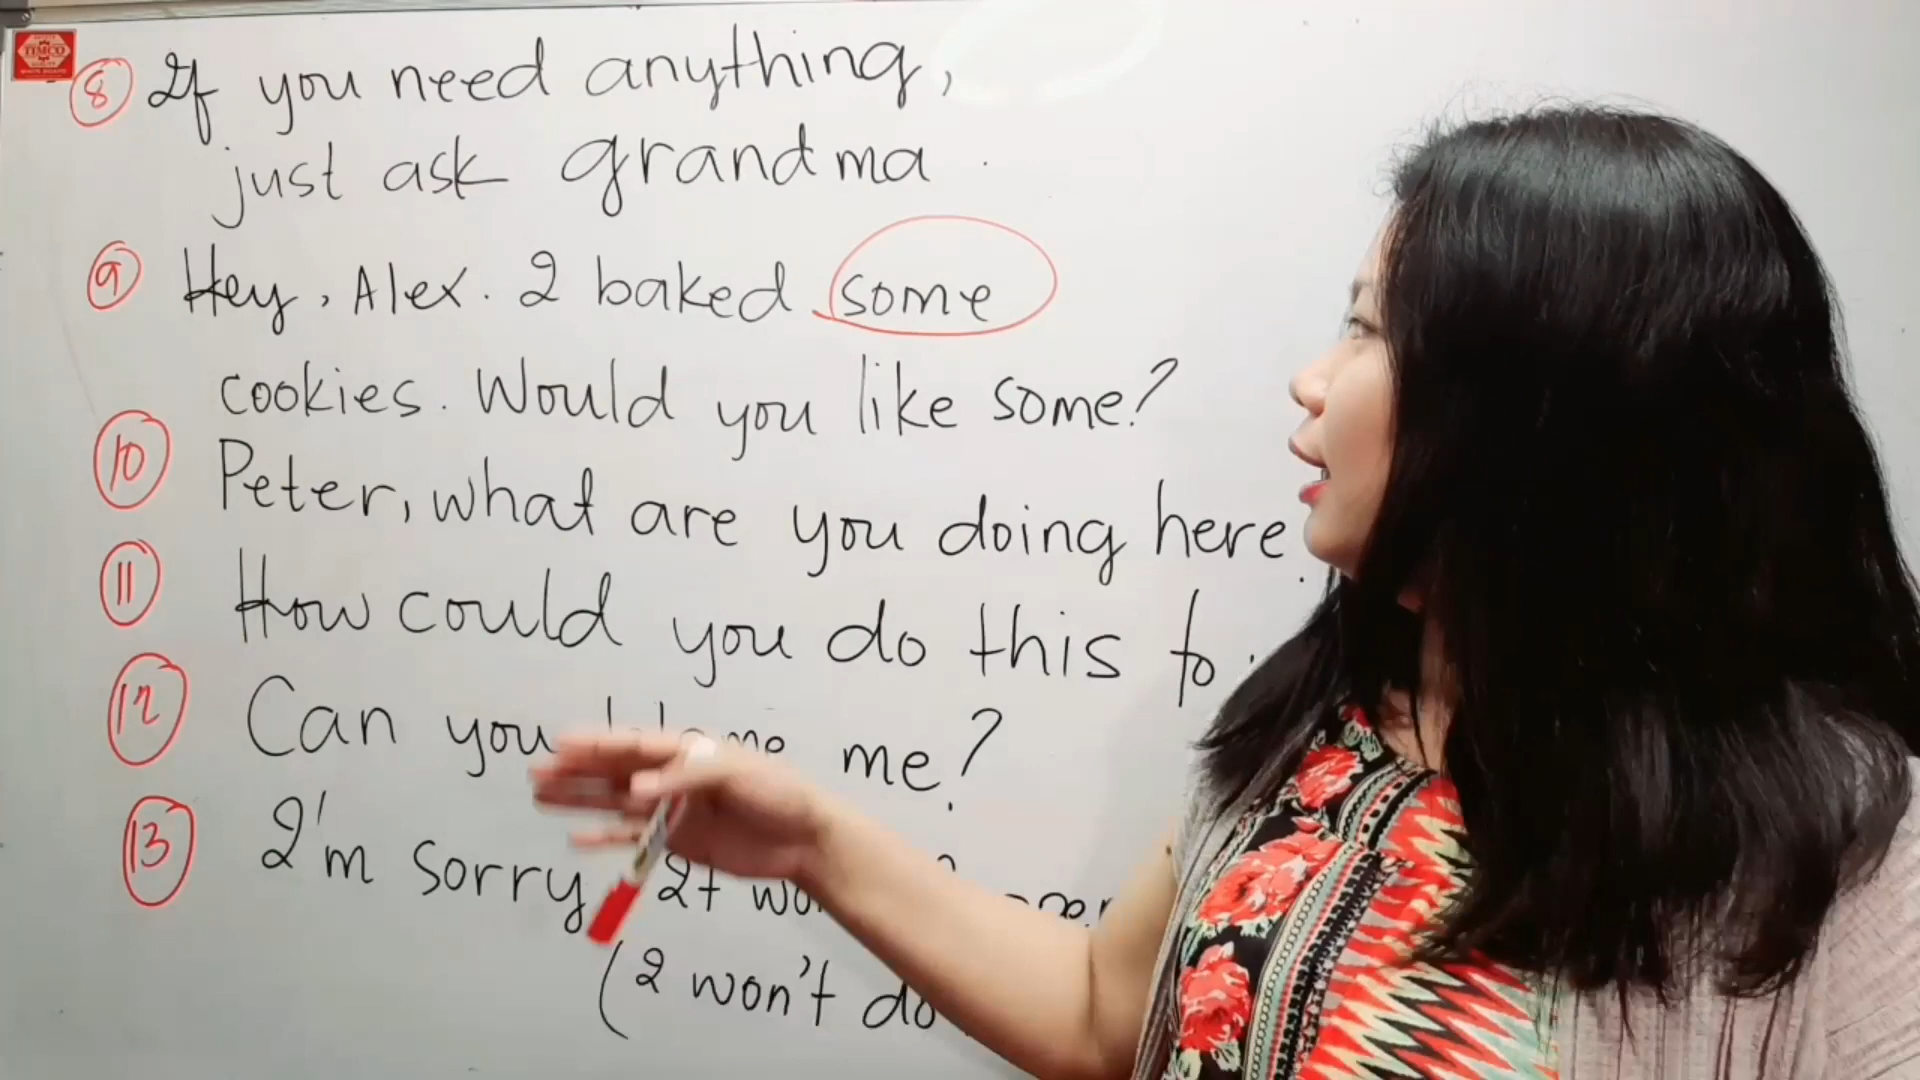 TIMCO
8 If you need anything,
just ask grandma.
9 Hey, Alex. I baked some
cookies. Would you like some?
10 Peter, what are you doing here
11 How could you do this to
12 Can you me?
13 I'm sorry It
(I won't do